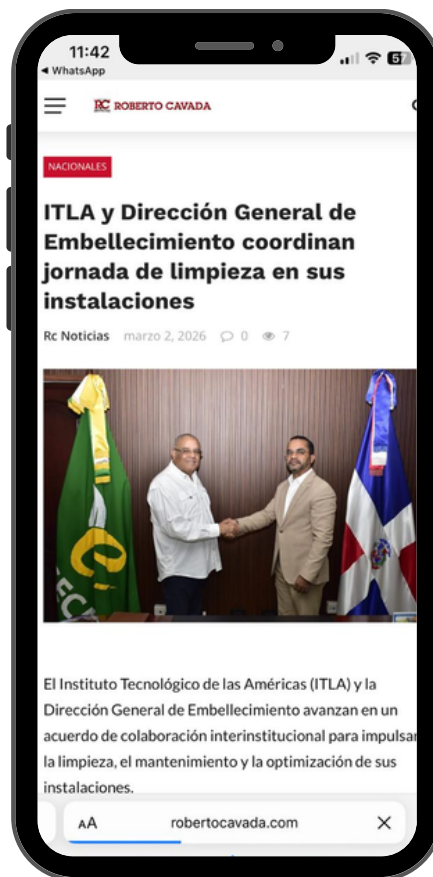 11:42
57
◀ WhatsApp
RC ROBERTO CAVADA
NACIONALES
ITLA y Dirección General de
Embellecimiento coordinan
jornada de limpieza en sus
instalaciones
Rc Noticias marzo 2, 2026 0 7
El Instituto Tecnológico de las Américas (ITLA) y la
Dirección General de Embellecimiento avanzan en un
acuerdo de colaboración interinstitucional para impulsar
la limpieza, el mantenimiento y la optimización de sus
instalaciones.
AA robertocavada.com